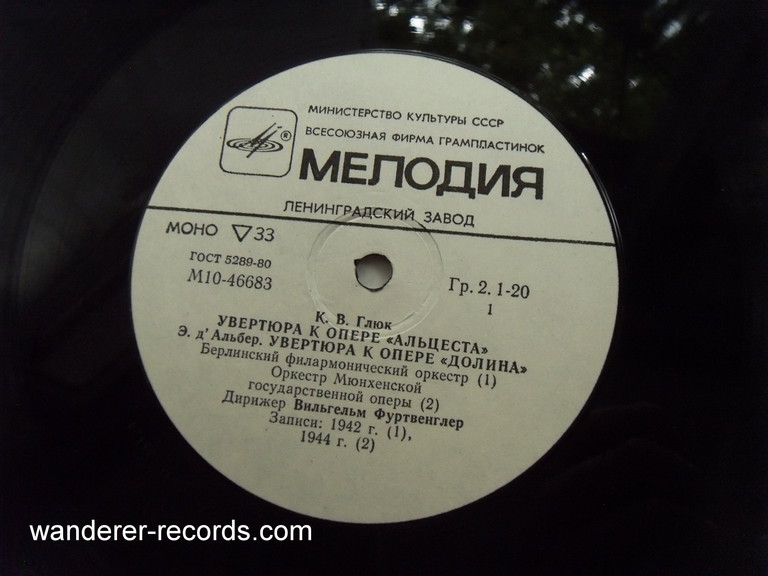 МИНИСТЕРСТВО КУЛЬТУРЫ СССР
ВСЕСОЮЗНАЯ ФИРМА ГРАМПЛАСТИНОК
®
МЕЛОДИЯ
ЛЕНИНГРАДСКИЙ ЗАВОД
МОНО ▽33
ГОСТ 5289-80
М10-46683
Гр. 2. 1-20
1
К. В. Глюк
УВЕРТЮРА К ОПЕРЕ «АЛЬЦЕСТА»
Э. д'Альбер. УВЕРТЮРА К ОПЕРЕ «ДОЛИНА»
Берлинский филармонический оркестр (1)
Оркестр Мюнхенской
государственной оперы (2)
Дирижер Вильгельм Фуртвенглер
Записи: 1942 г. (1),
1944 г. (2)
wanderer-records.com